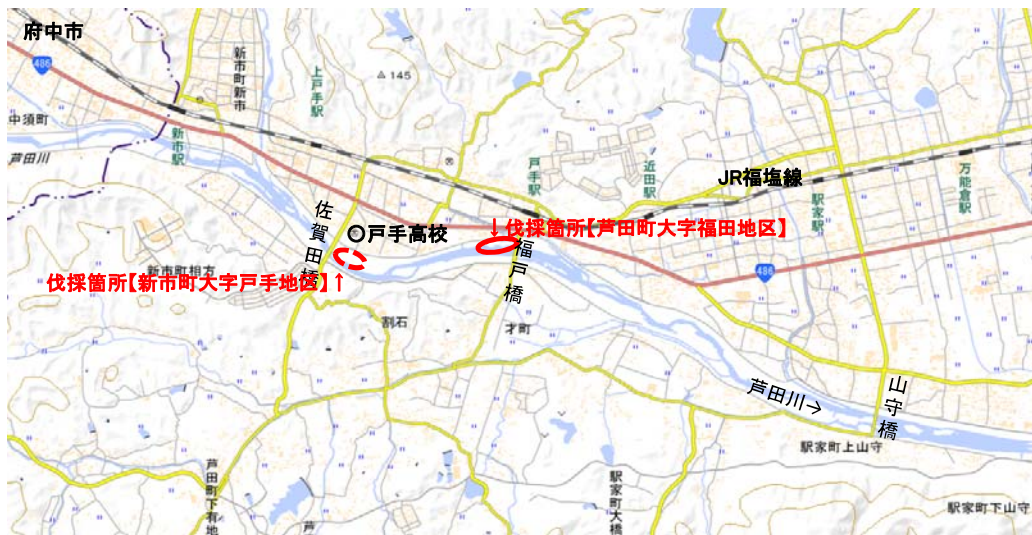 府中市
486
中須町
芦田川
新市駅
新市町新市
上戸手駅
145
戸手駅
近田駅
JR福塩線
駅家駅
万能倉駅
佐賀田橋
○戸手高校
↓伐採箇所【芦田町大字福田地区】
新市町相方
伐採箇所【新市町大字戸手地区】↑
福戸橋
486
割石
才町
芦田川→
山守橋
駅家町上山守
芦田町下有地
芦
駅家町大橋
駅家町下山守